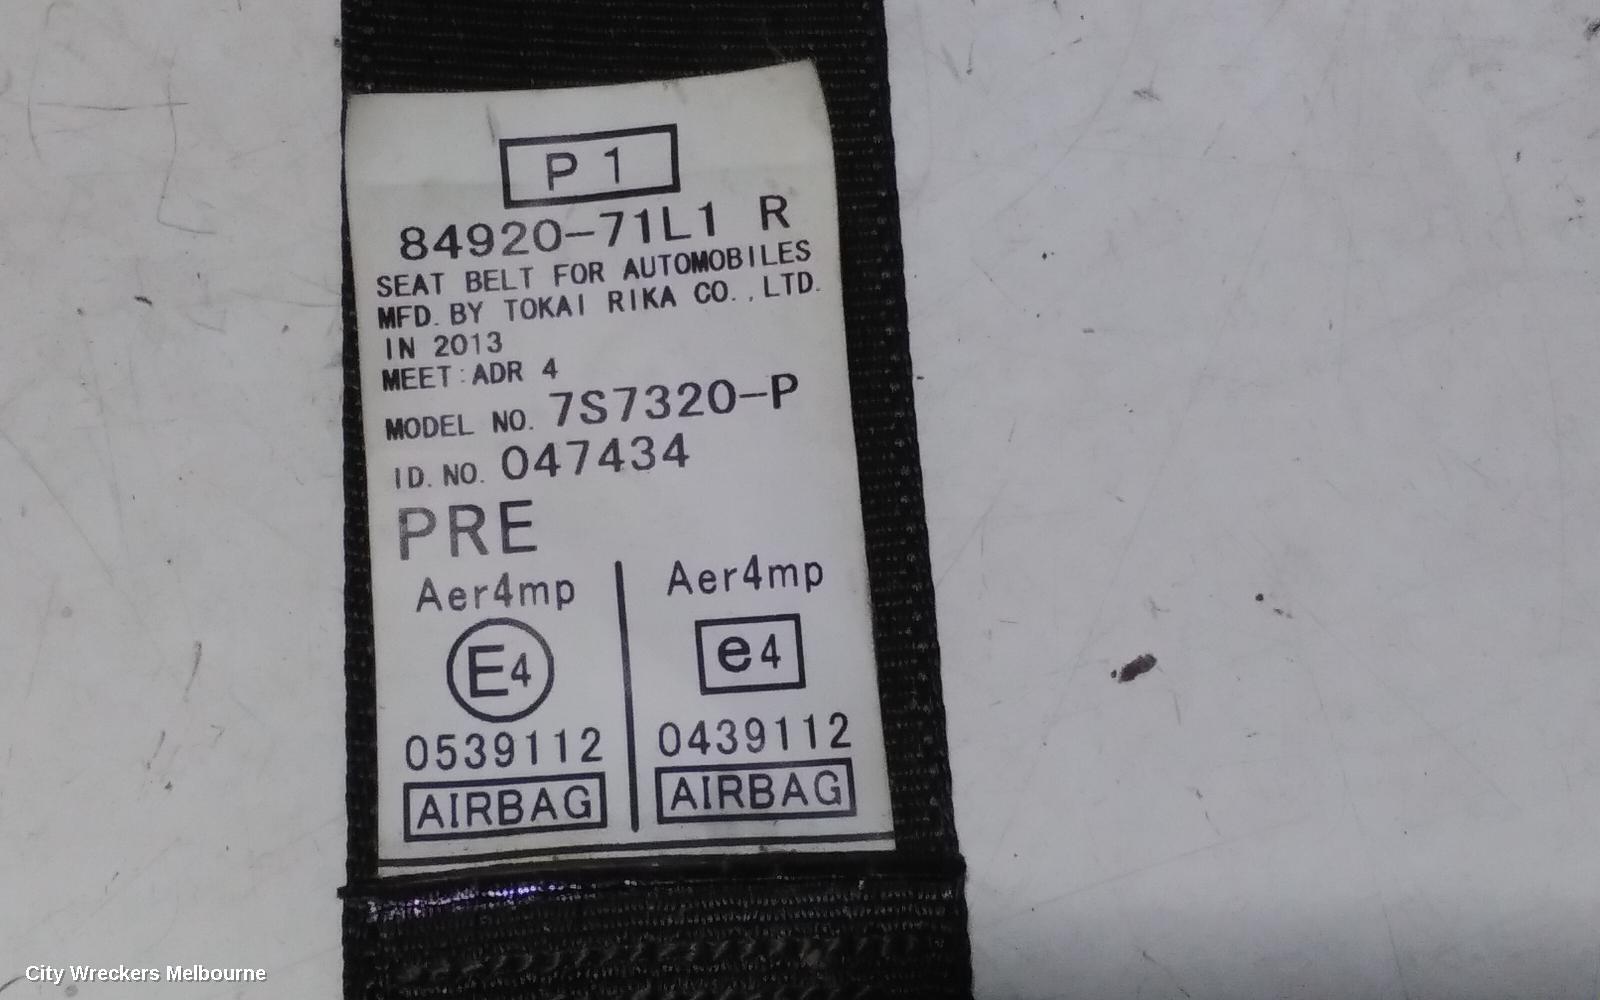 P 1
84920-71L1 R
SEAT BELT FOR AUTOMOBILES
MFD. BY TOKAI RIKA CO., LTD.
IN 2013
MEET:ADR 4
MODEL NO. 7S7320-P
ID. NO. 047434
PRE
Aer4mp Aer4mp
E4 e4
0539112 0439112
AIRBAG AIRBAG
City Wreckers Melbourne